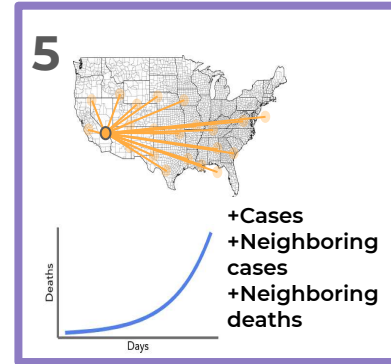 5
+Cases
+Neighboring
cases
+Neighboring
deaths
Deaths
Days